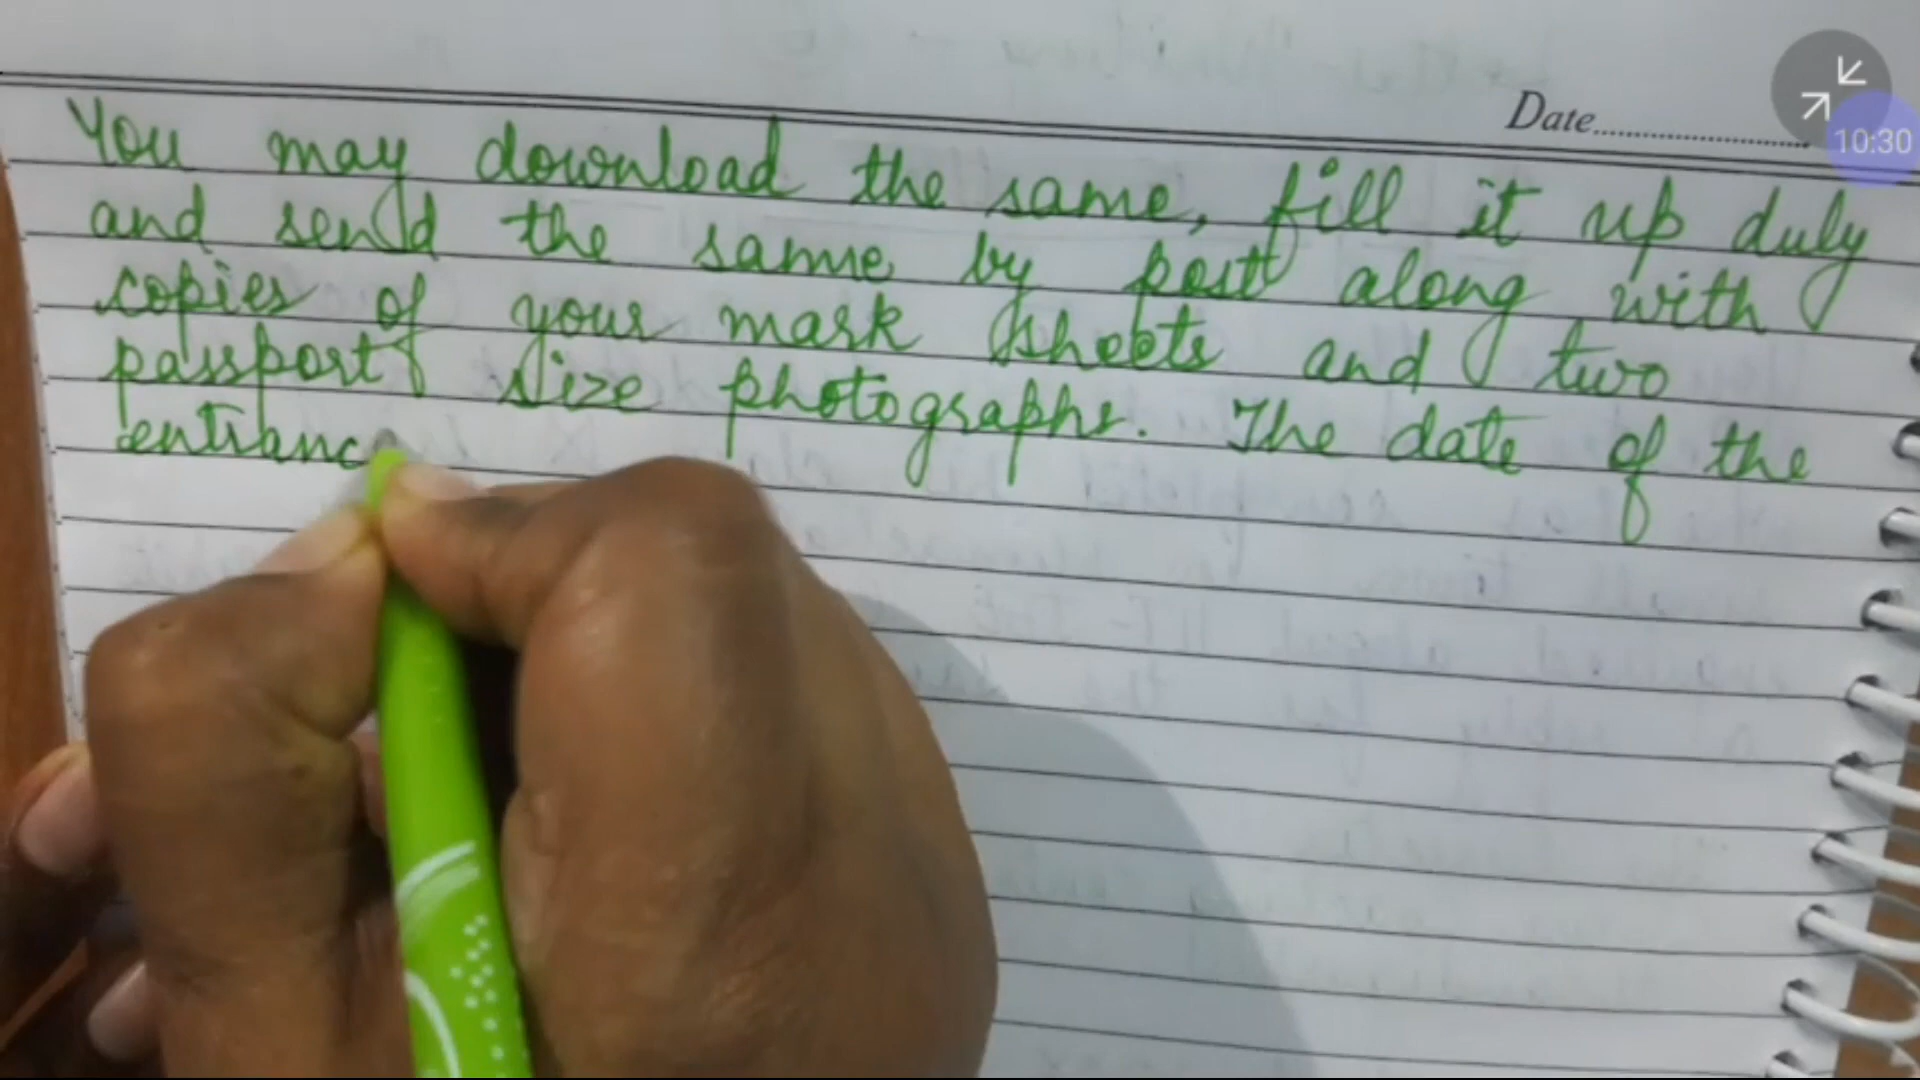 Date
10:30
You may download the same, fill it up duly
and send the same by post along with
copies of your mark sheets and two
passport size photographs. The date of the
entranc